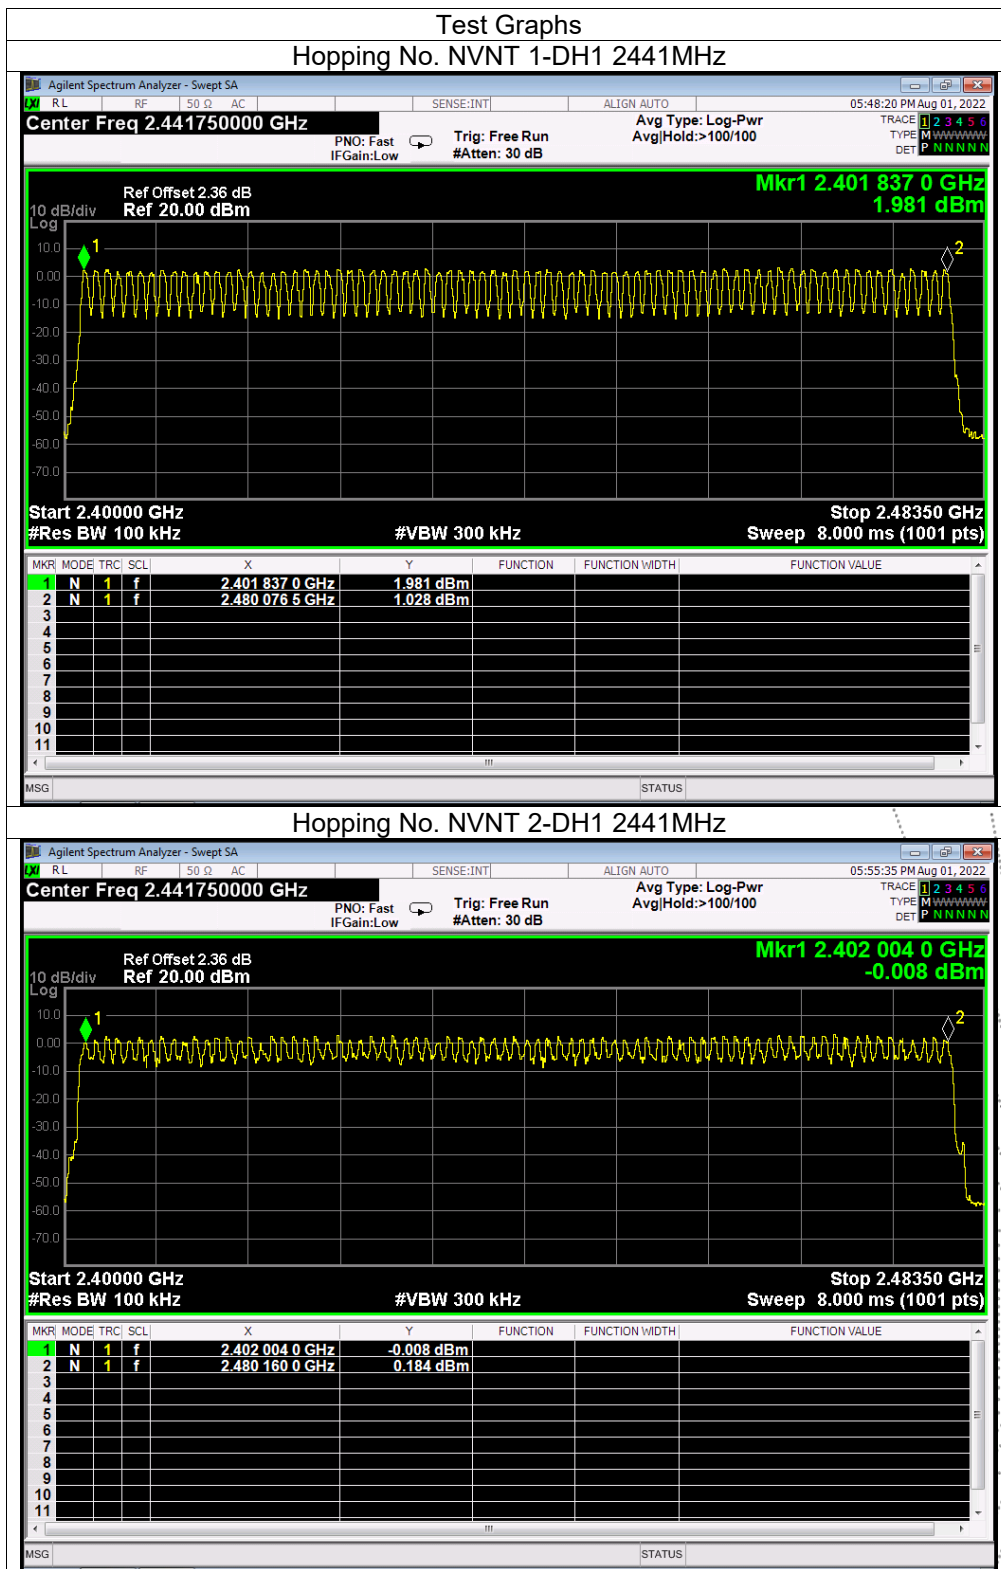 Test Graphs
Hopping No. NVNT 1-DH1 2441MHz
Agilent Spectrum Analyzer - Swept SA
LXI RL RF 50 Ω AC SENSE:INT ALIGN AUTO 05:48:20 PM Aug 01, 2022
Center Freq 2.441750000 GHz Avg Type: Log-Pwr TRACE 1 2 3 4 5 6
PNO: Fast Trig: Free Run Avg|Hold:>100/100 TYPE M WWWWW
IFGain:Low #Atten: 30 dB DET P N N N N N
Mkr1 2.401 837 0 GHz
Ref Offset 2.36 dB
10 dB/div Ref 20.00 dBm 1.981 dBm
Log
10.0
1
2
0.00
-10.0
-20.0
-30.0
-40.0
-50.0
-60.0
-70.0
Start 2.40000 GHz Stop 2.48350 GHz
#Res BW 100 kHz #VBW 300 kHz Sweep 8.000 ms (1001 pts)
MKR MODE TRC SCL X Y FUNCTION FUNCTION WIDTH FUNCTION VALUE
1 N 1 f 2.401 837 0 GHz 1.981 dBm
2 N 1 f 2.480 076 5 GHz 1.028 dBm
3
4
5
6
7
8
9
10
11
MSG STATUS
Hopping No. NVNT 2-DH1 2441MHz
Agilent Spectrum Analyzer - Swept SA
LXI RL RF 50 Ω AC SENSE:INT ALIGN AUTO 05:55:35 PM Aug 01, 2022
Center Freq 2.441750000 GHz Avg Type: Log-Pwr TRACE 1 2 3 4 5 6
PNO: Fast Trig: Free Run Avg|Hold:>100/100 TYPE M WWWWW
IFGain:Low #Atten: 30 dB DET P N N N N N
Mkr1 2.402 004 0 GHz
Ref Offset 2.36 dB
10 dB/div Ref 20.00 dBm -0.008 dBm
Log
10.0
1
2
0.00
-10.0
-20.0
-30.0
-40.0
-50.0
-60.0
-70.0
Start 2.40000 GHz Stop 2.48350 GHz
#Res BW 100 kHz #VBW 300 kHz Sweep 8.000 ms (1001 pts)
MKR MODE TRC SCL X Y FUNCTION FUNCTION WIDTH FUNCTION VALUE
1 N 1 f 2.402 004 0 GHz -0.008 dBm
2 N 1 f 2.480 160 0 GHz 0.184 dBm
3
4
5
6
7
8
9
10
11
MSG STATUS